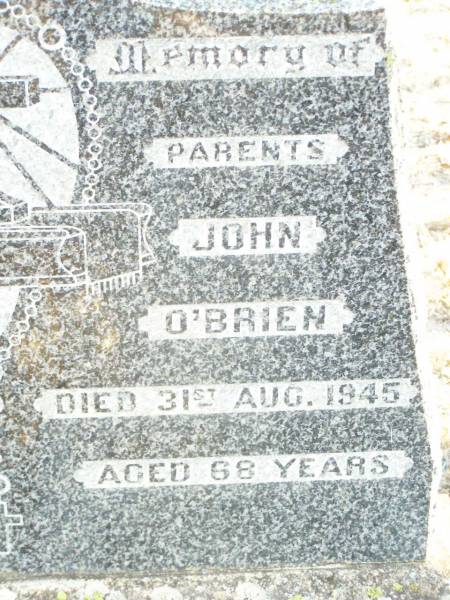 Memory of
PARENTS
JOHN
O'BRIEN
DIED 31ST AUG. 1945
AGED 68 YEARS